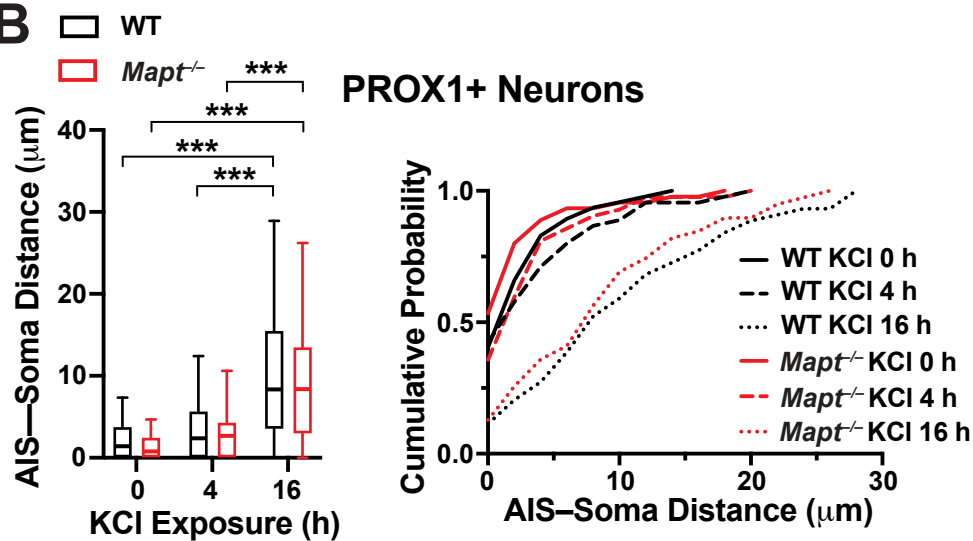 B
WT
Mapt–/–
PROX1+ Neurons
***
***
***
***
AIS—Soma Distance (μm)
40
30
20
10
0
0 4 16
KCl Exposure (h)
Cumulative Probability
1.0
0.5
0.0
0 10 20 30
AIS–Soma Distance (μm)
WT KCl 0 h
WT KCl 4 h
WT KCl 16 h
Mapt–/– KCl 0 h
Mapt–/– KCl 4 h
Mapt–/– KCl 16 h